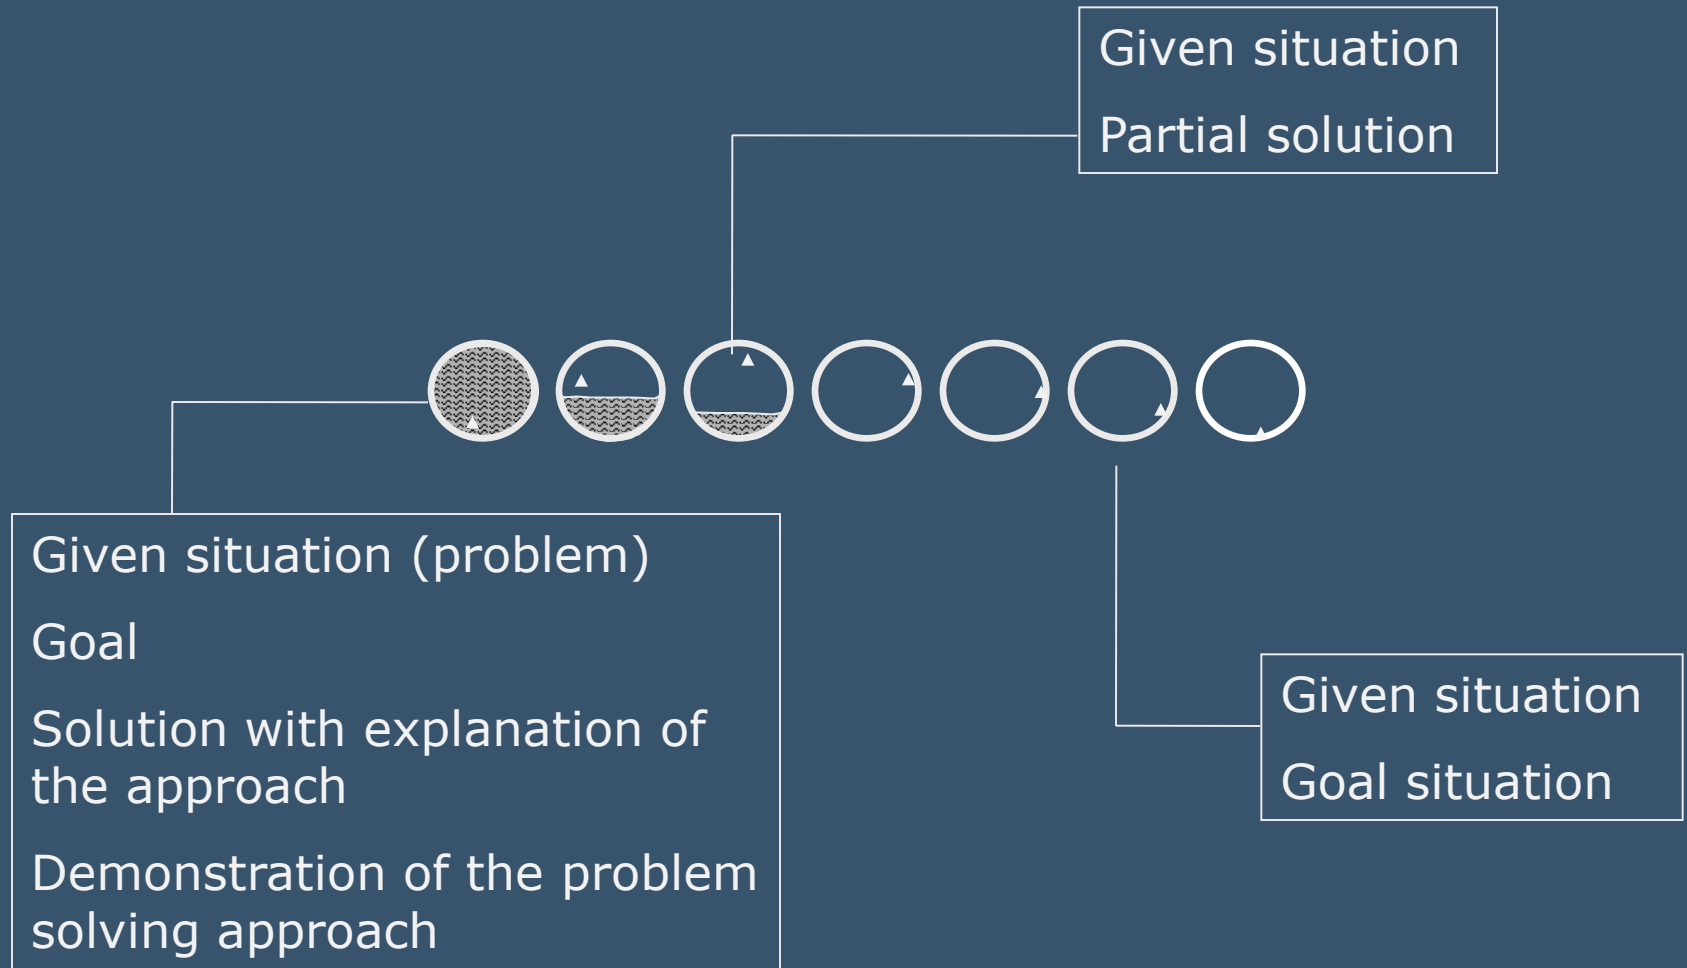 Given situation
Partial solution
Given situation (problem)
Goal
Solution with explanation of
the approach
Demonstration of the problem
solving approach
Given situation
Goal situation